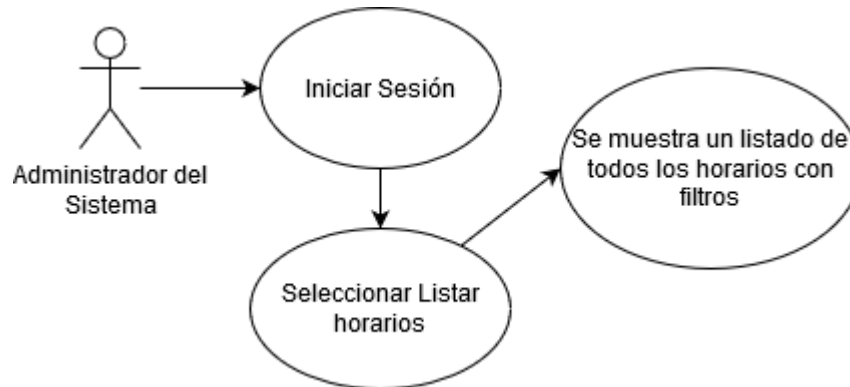 Iniciar Sesión
Administrador del
Sistema
Se muestra un listado de
todos los horarios con
filtros
Seleccionar Listar
horarios